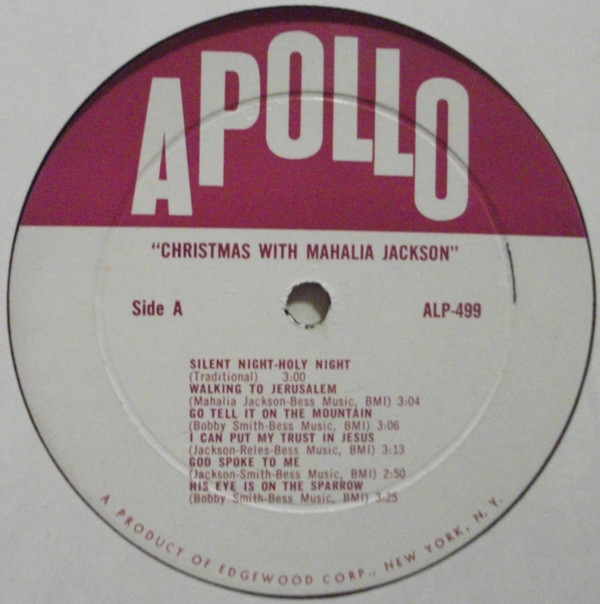 APOLLO
"CHRISTMAS WITH MAHALIA JACKSON"
Side A
ALP-499
SILENT NIGHT-HOLY NIGHT
(Traditional) 3:00
WALKING TO JERUSALEM
(Mahalia Jackson-Bess Music, BMI) 3:04
GO TELL IT ON THE MOUNTAIN
(Bobby Smith-Bess Music, BMI) 3:06
I CAN PUT MY TRUST IN JESUS
(Jackson-Reles-Bess Music, BMI) 3:13
GOD SPOKE TO ME
(Jackson-Smith-Bess Music, BMI) 2:50
HIS EYE IS ON THE SPARROW
(Bobby Smith-Bess Music, BMI) 3:25
A PRODUCT OF EDGEWOOD CORP., NEW YORK, N. Y.